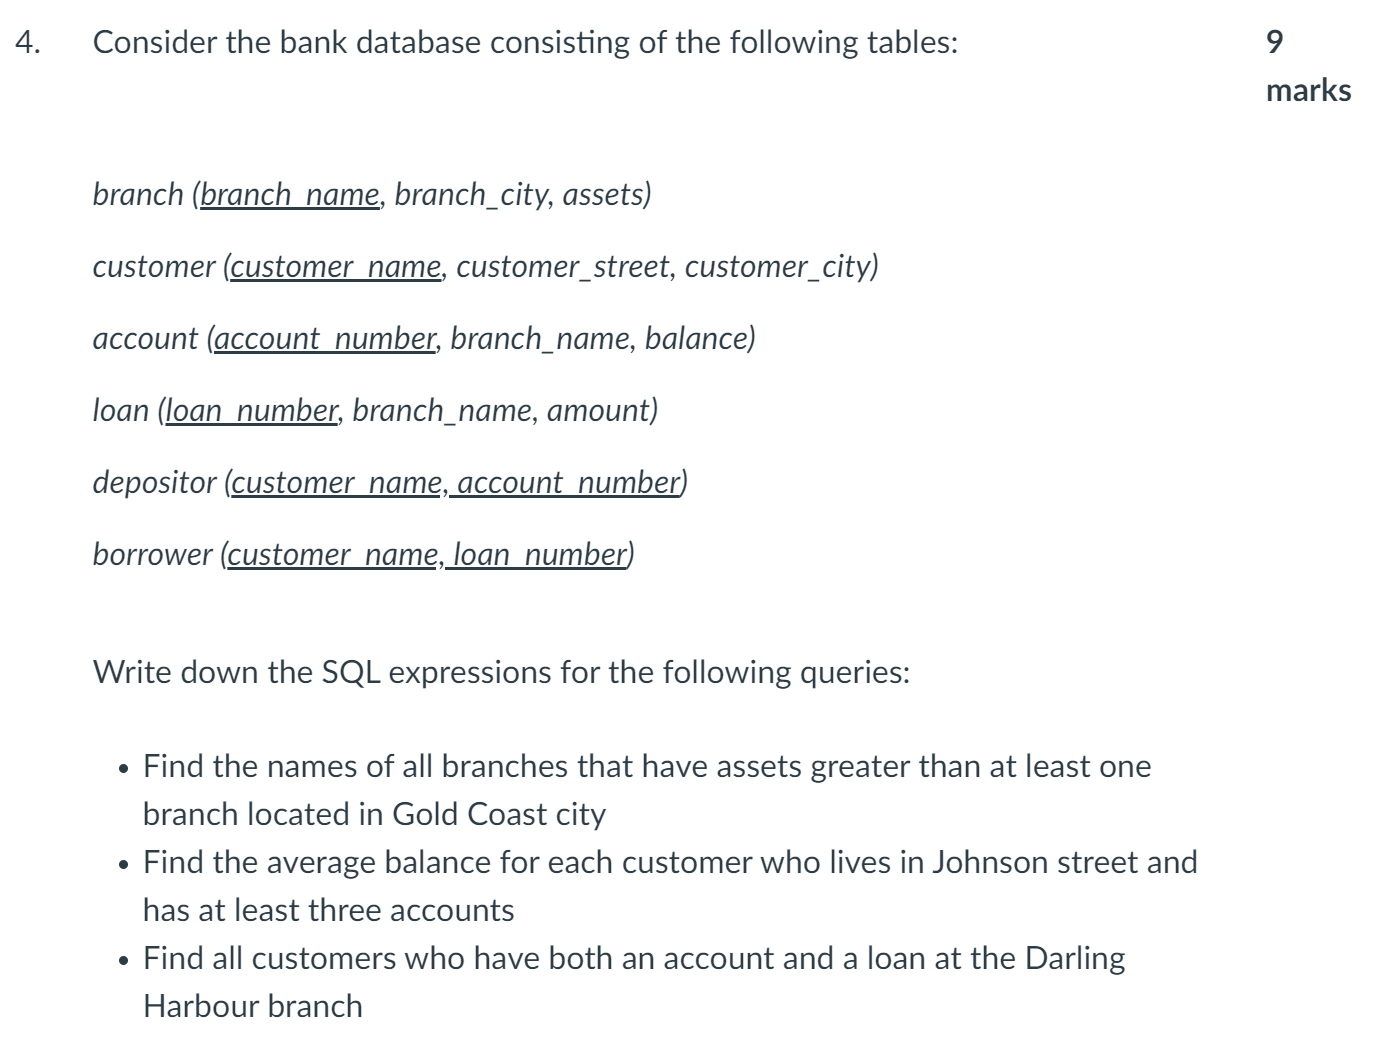 4. Consider the bank database consisting of the following tables: 9
marks
branch (branch_name, branch_city, assets)
customer (customer_name, customer_street, customer_city)
account (account_number, branch_name, balance)
loan (loan_number, branch_name, amount)
depositor (customer_name, account_number)
borrower (customer_name, loan_number)
Write down the SQL expressions for the following queries:
• Find the names of all branches that have assets greater than at least one
branch located in Gold Coast city
• Find the average balance for each customer who lives in Johnson street and
has at least three accounts
• Find all customers who have both an account and a loan at the Darling
Harbour branch